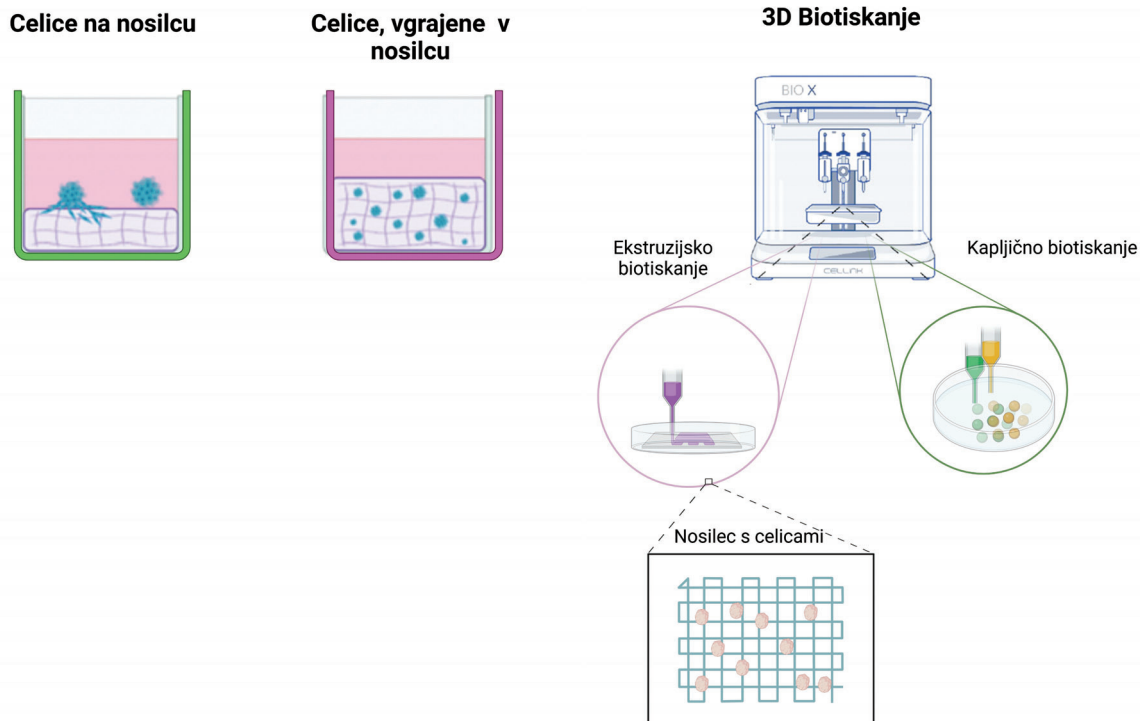 Celice na nosilcu
Celice, vgrajene v
nosilcu
3D Biotiskanje
BIO X
Ekstruzijsko
biotiskanje
Kapljično biotiskanje
CELLINK
Nosilec s celicami